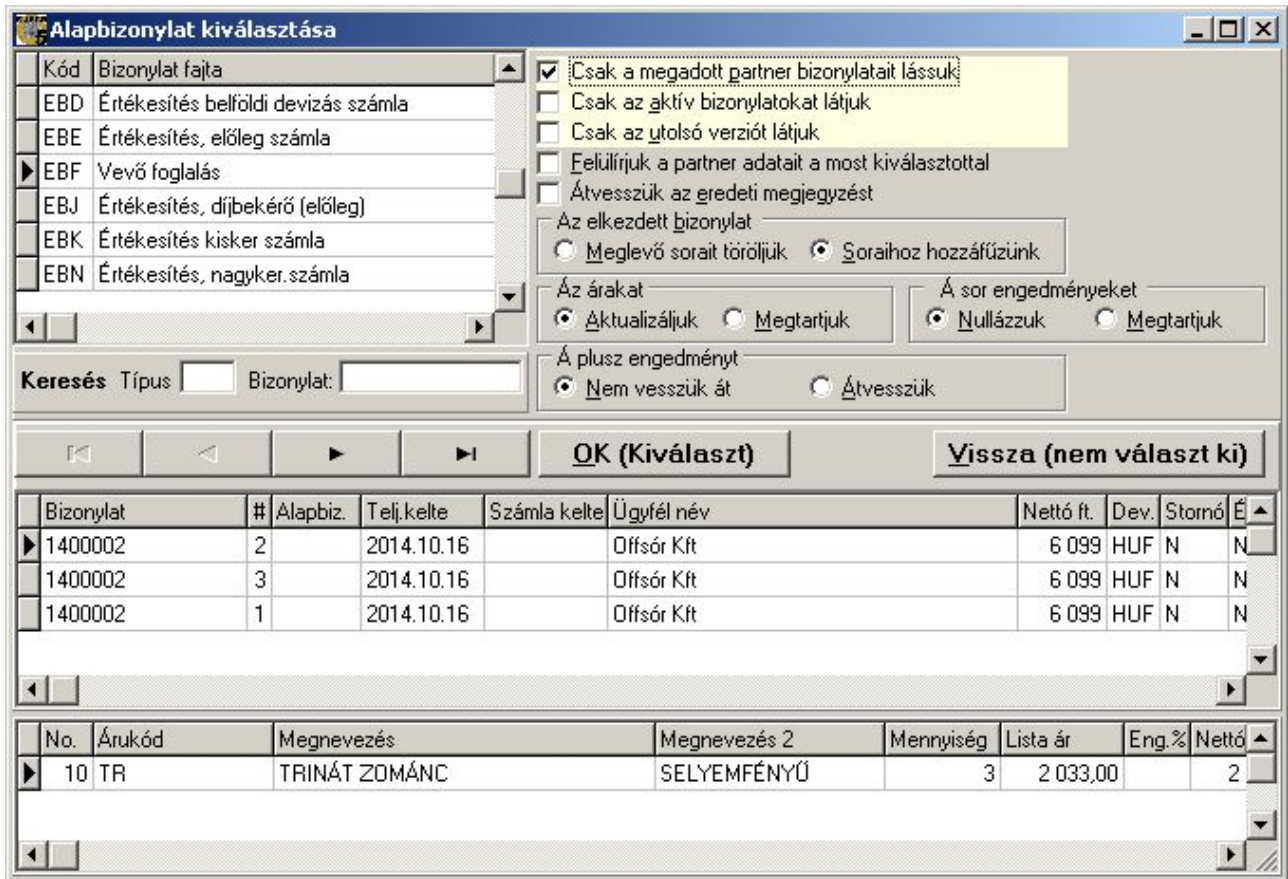 Alapbizonylat kiválasztása
Kód Bizonylat fajta
EBD Értékesítés belföldi devizás számla
EBE Értékesítés, előleg számla
EBF Vevő foglalás
EBJ Értékesítés, díjbekérő (előleg)
EBK Értékesítés kisker számla
EBN Értékesítés, nagyker.számla
Keresés Típus Bizonylat:
Csak a megadott partner bizonylatait lássuk
Csak az aktív bizonylatokat látjuk
Csak az utolsó verziót látjuk
Felülírjuk a partner adatait a most kiválasztottal
Átvesszük az eredeti megjegyzést
Az elkezdett bizonylat
Meglevő sorait töröljük Soraihoz hozzáfűzünk
Az árakat
Aktualizáljuk Megtartjuk
A sor engedményeket
Nullázzuk Megtartjuk
A plusz engedményt
Nem vesszük át Átvesszük
OK (Kiválaszt) Vissza (nem választ ki)
Bizonylat # Alapbiz. Telj.kelte Számla kelte Ügyfél név Nettó ft. Dev. Stornó É
1400002 2 2014.10.16 Offsór Kft 6 099 HUF N N
1400002 3 2014.10.16 Offsór Kft 6 099 HUF N N
1400002 1 2014.10.16 Offsór Kft 6 099 HUF N N
No. Árukód Megnevezés Megnevezés 2 Mennyiség Lista ár Eng.% Nettó
10 TR TRINÁT ZOMÁNC SELYEMFÉNYŰ 3 2 033,00 2